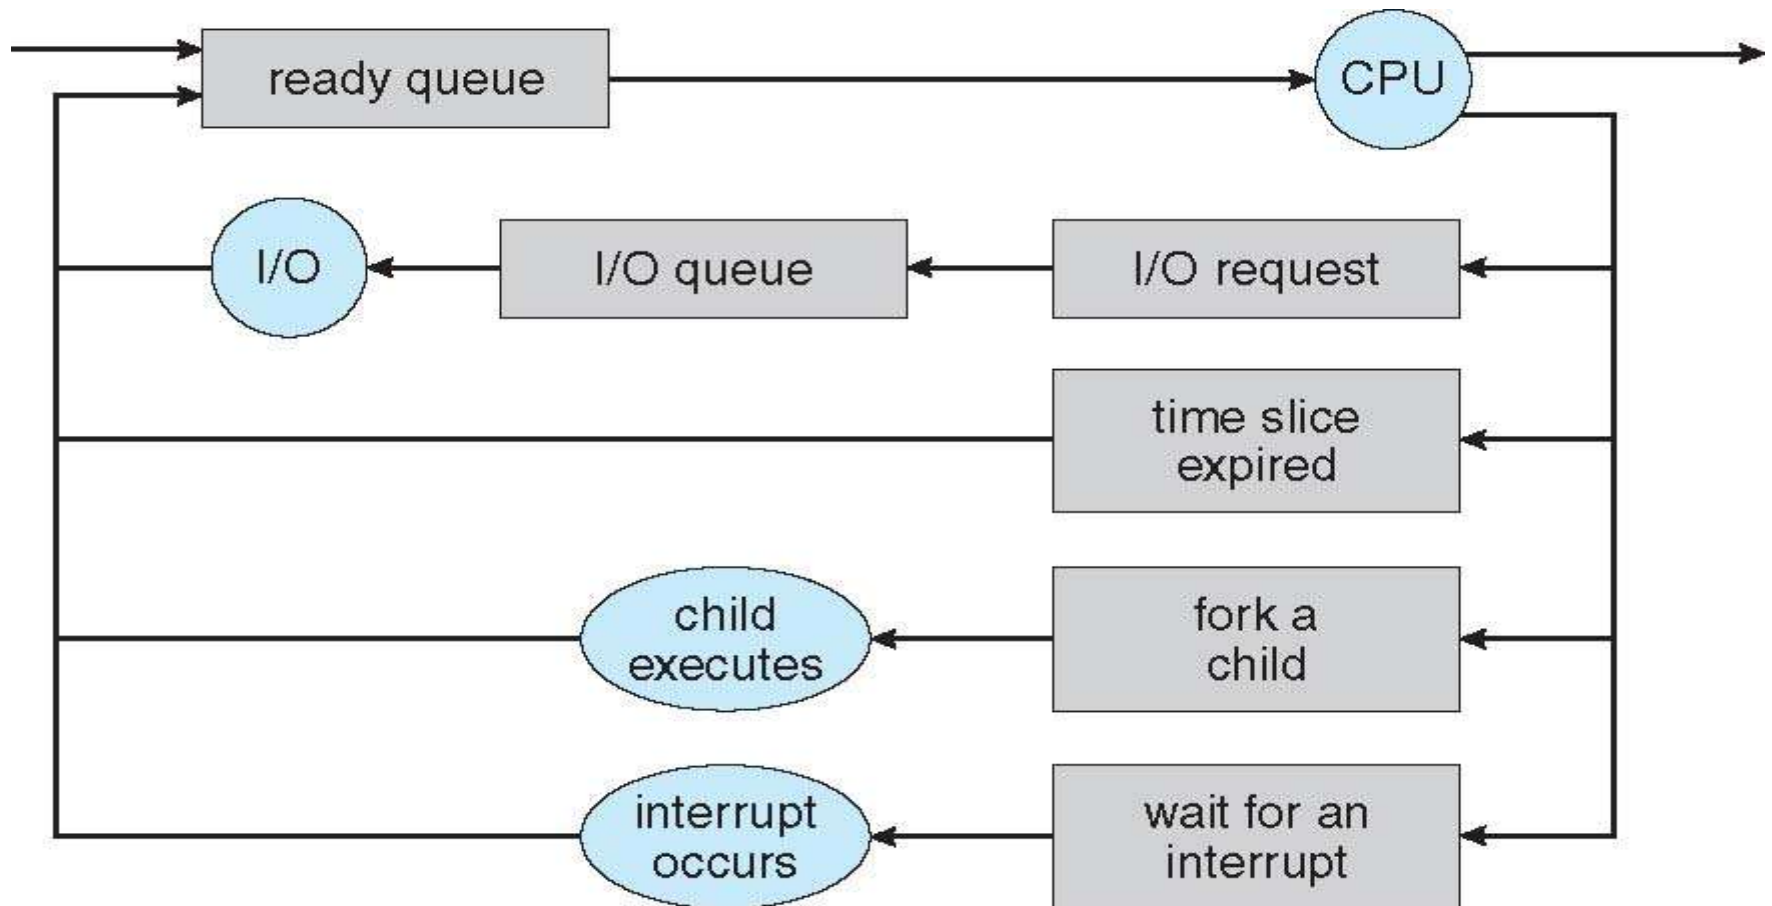 ready queue
CPU
I/O
I/O queue
I/O request
time slice
expired
child
executes
fork a
child
interrupt
occurs
wait for an
interrupt